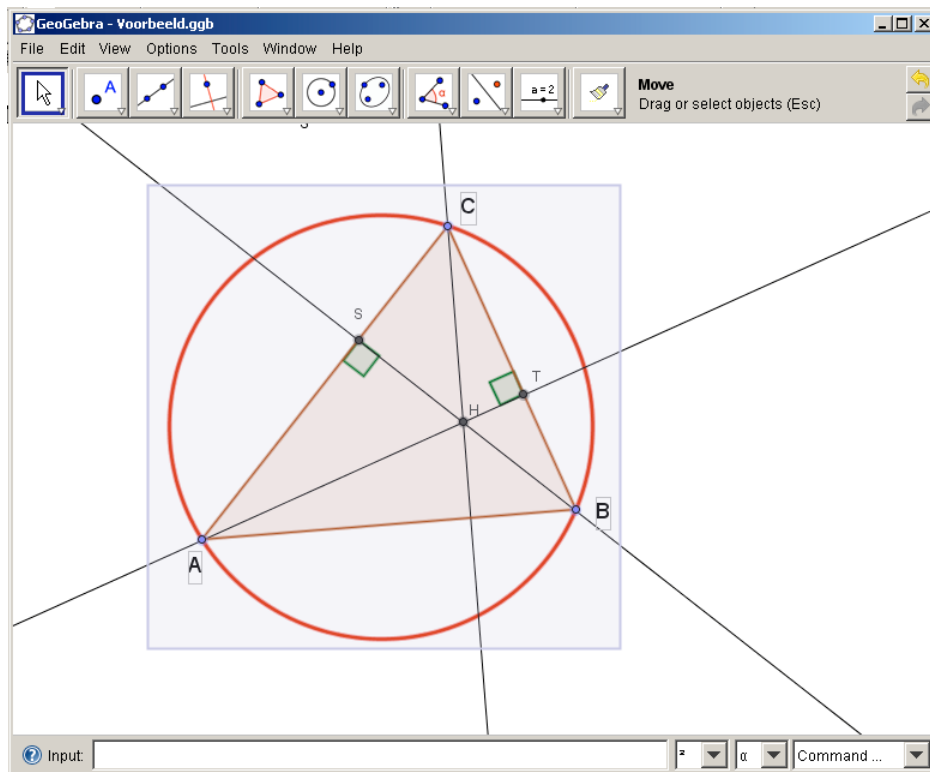 GeoGebra - Voorbeeld.ggb
File Edit View Options Tools Window Help
A
α
a = 2
Move
Drag or select objects (Esc)
C
S
T
H
B
A
Input:
²
α
Command ...